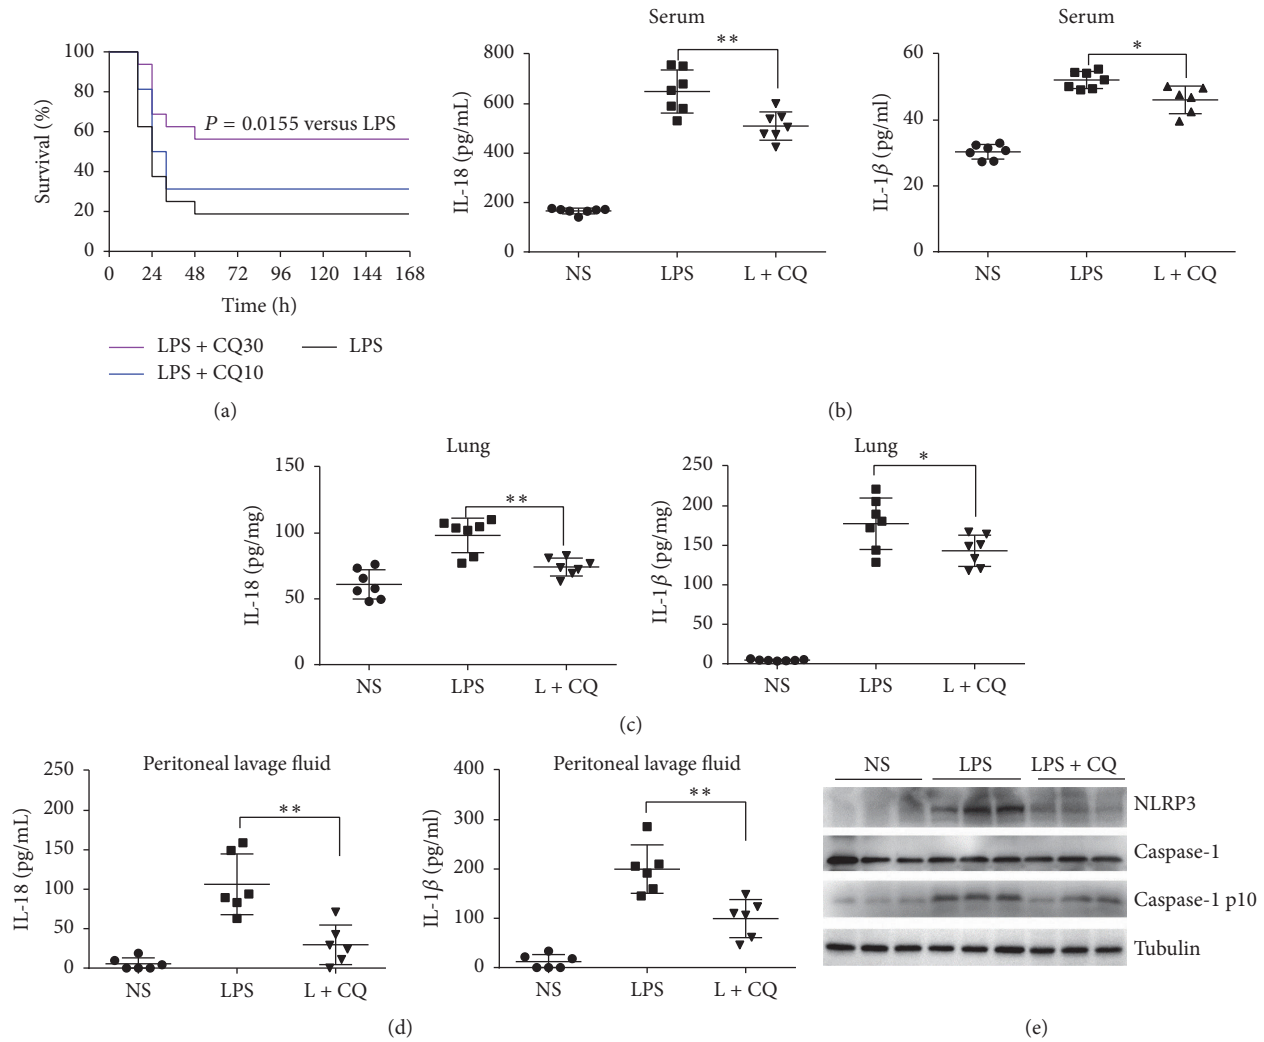 100
80
60
40
20
0
Survival (%)
P = 0.0155 versus LPS
0 24 48 72 96 120 144 168
Time (h)
LPS + CQ30
LPS
LPS + CQ10
(a)
Serum
800
600
400
200
0
IL-18 (pg/mL)
**
NS LPS L + CQ
Serum
60
40
20
0
IL-1β (pg/ml)
*
NS LPS L + CQ
(b)
Lung
150
100
50
0
IL-18 (pg/mg)
**
NS LPS L + CQ
Lung
250
200
150
100
50
0
IL-1β (pg/mg)
*
NS LPS L + CQ
(c)
Peritoneal lavage fluid
250
200
150
100
50
0
IL-18 (pg/mL)
**
NS LPS L + CQ
Peritoneal lavage fluid
400
300
200
100
0
IL-1β (pg/ml)
**
NS LPS L + CQ
(d)
NS LPS LPS + CQ
NLRP3
Caspase-1
Caspase-1 p10
Tubulin
(e)